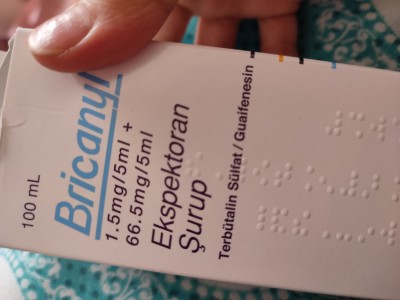 100 mL
Bricanyl
1.5mg/5ml +
66.5mg/5ml
Ekspektoran
Şurup
Terbütalin Sülfat / Guaifenesin